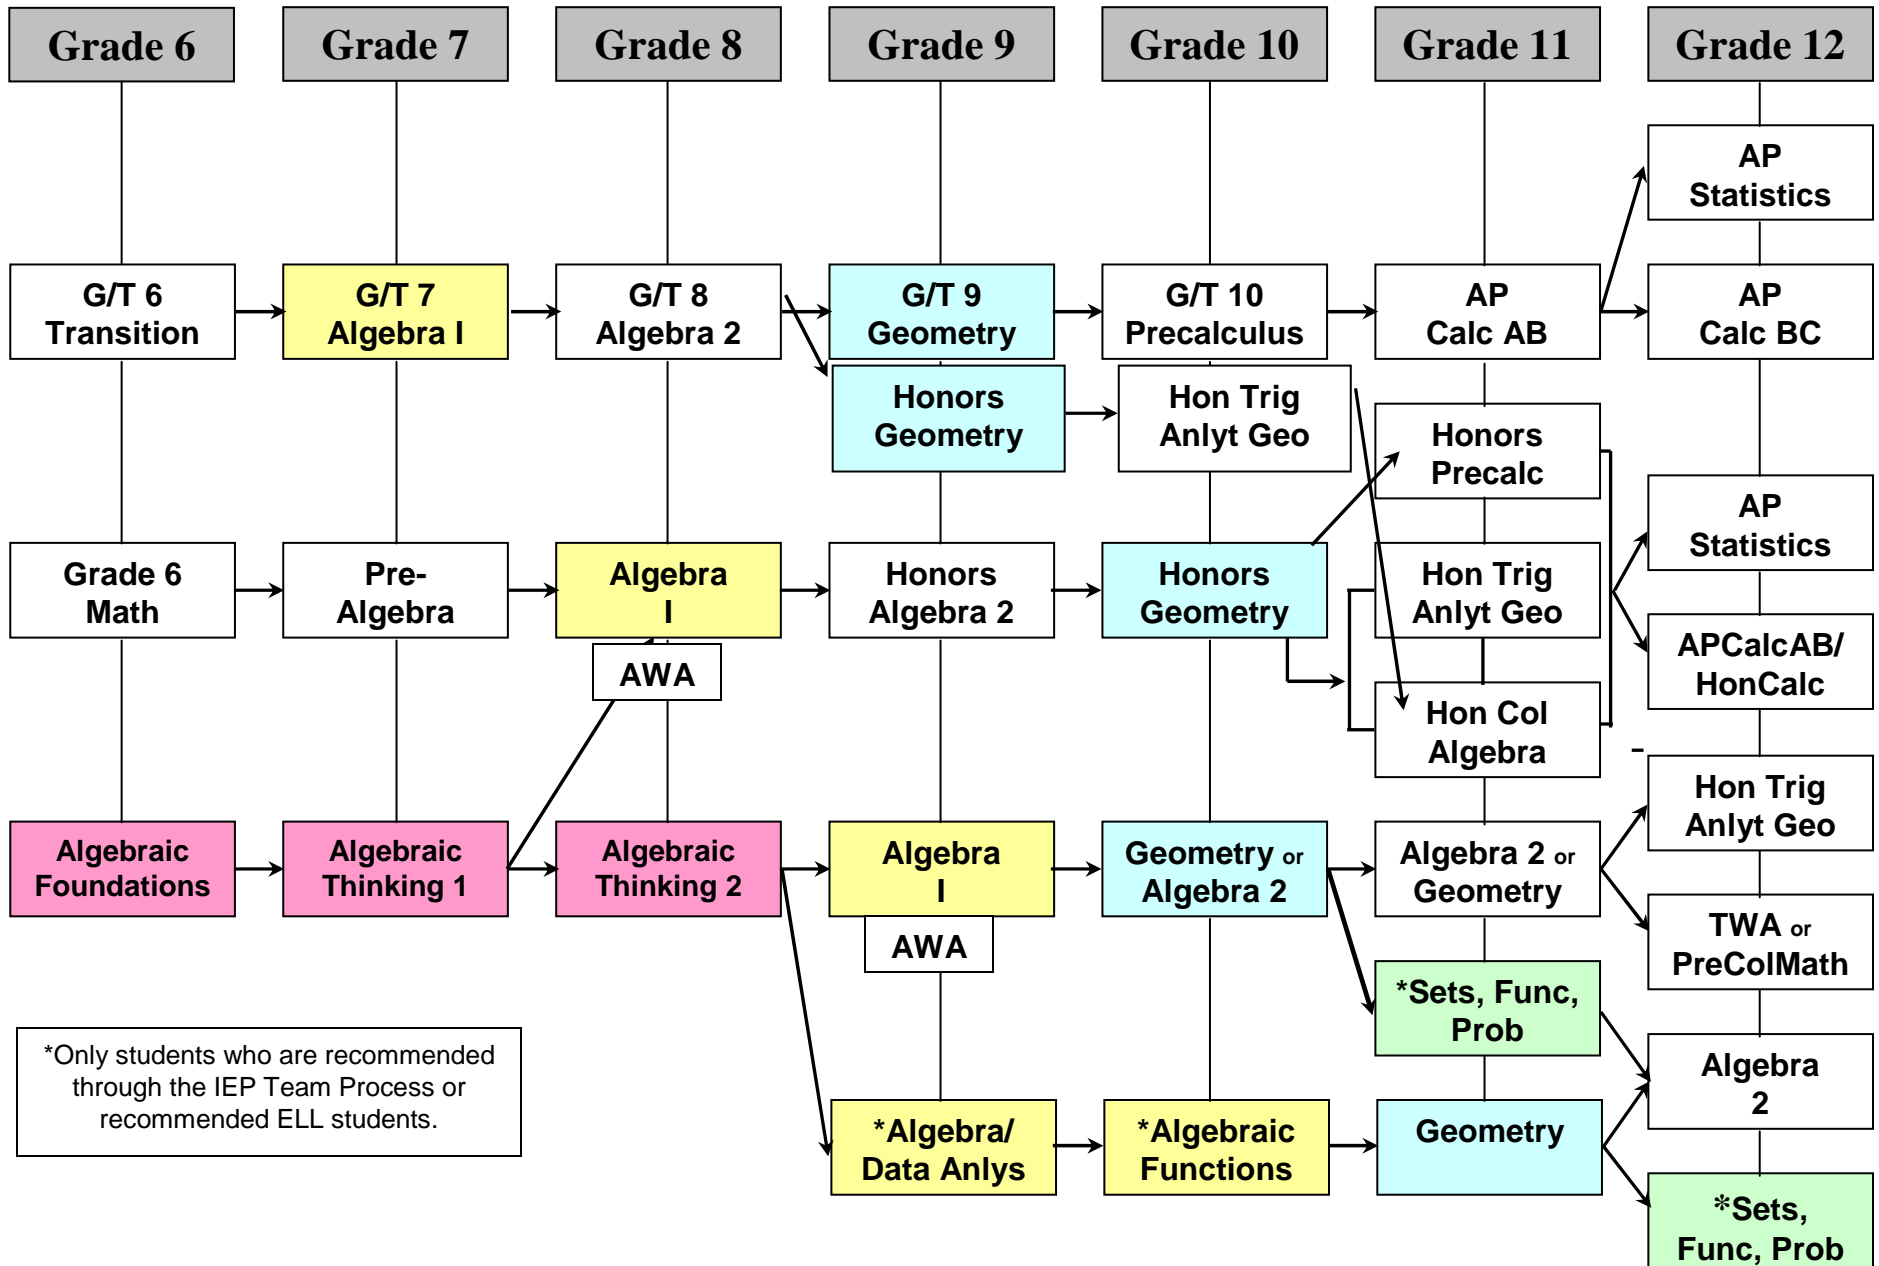 Grade 6
Grade 7
Grade 8
Grade 9
Grade 10
Grade 11
Grade 12
AP
Statistics
G/T 6
Transition
G/T 7
Algebra I
G/T 8
Algebra 2
G/T 9
Geometry
G/T 10
Precalculus
AP
Calc AB
AP
Calc BC
Honors
Geometry
Hon Trig
Anlyt Geo
Honors
Precalc
AP
Statistics
Grade 6
Math
Pre-
Algebra
Algebra
I
AWA
Honors
Algebra 2
Honors
Geometry
Hon Trig
Anlyt Geo
APCalcAB/
HonCalc
Hon Col
Algebra
Hon Trig
Anlyt Geo
Algebraic
Foundations
Algebraic
Thinking 1
Algebraic
Thinking 2
Algebra
I
AWA
Geometry or
Algebra 2
Algebra 2 or
Geometry
TWA or
PreColMath
*Sets, Func,
Prob
Algebra
2
*Only students who are recommended
through the IEP Team Process or
recommended ELL students.
*Algebra/
Data Anlys
*Algebraic
Functions
Geometry
*Sets,
Func, Prob